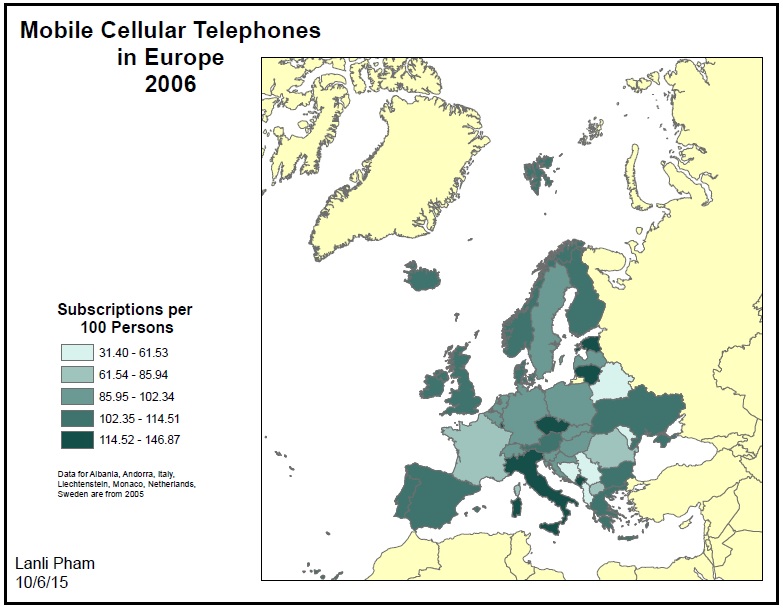 Mobile Cellular Telephones
in Europe
2006
Subscriptions per
100 Persons
31.40 - 61.53
61.54 - 85.94
85.95 - 102.34
102.35 - 114.51
114.52 - 146.87
Data for Albania, Andorra, Italy,
Liechtenstein, Monaco, Netherlands,
Sweden are from 2005
Lanli Pham
10/6/15